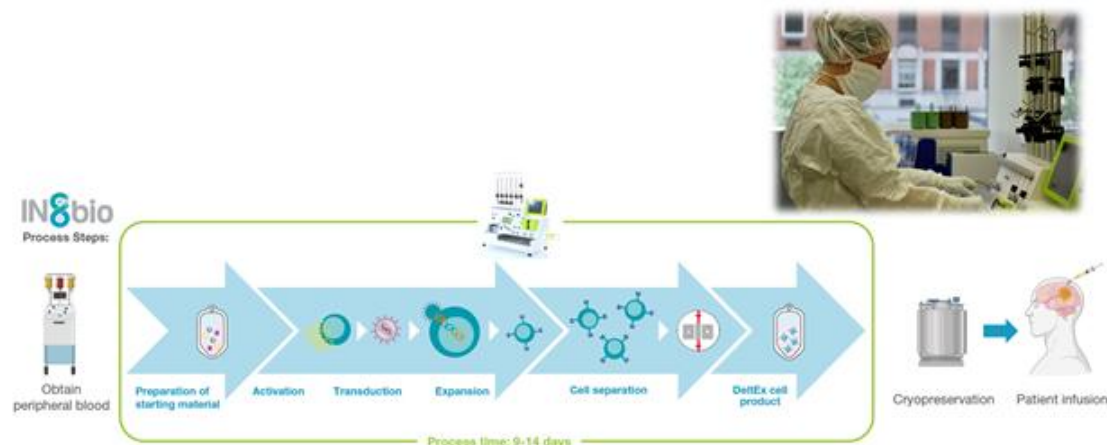 IN8bio
Process Steps:
Obtain
peripheral blood
Preparation of
starting material
Activation
Transduction
Expansion
Cell seperation
DeltEx cell
product
Cryopreservation
Patient infusion
Process time: 9-14 days